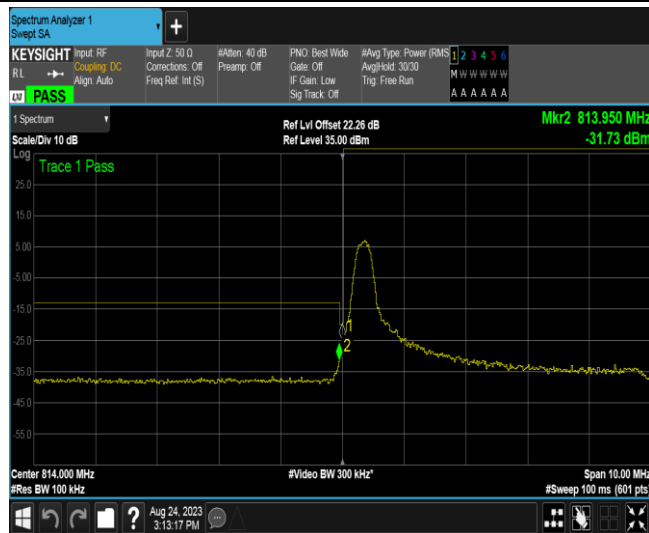 Spectrum Analyzer 1
Swept SA
+
KEYSIGHT
RL
LXI PASS
Input: RF
Coupling: DC
Align: Auto
Input Z: 50 Ω
Corrections: Off
Freq Ref: Int (S)
#Atten: 40 dB
Preamp: Off
PNO: Best Wide
Gate: Off
IF Gain: Low
Sig Track: Off
#Avg Type: Power (RMS
Avg|Hold: 30/30
Trig: Free Run
1 2 3 4 5 6
M W W W W W
A A A A A A
1 Spectrum
Scale/Div 10 dB
Ref Lvl Offset 22.26 dB
Ref Level 35.00 dBm
Mkr2 813.950 MHz
-31.73 dBm
Log
Trace 1 Pass
25.0
15.0
5.00
-5.00
-15.0
-25.0
-35.0
-45.0
-55.0
1
2
Center 814.000 MHz
#Res BW 100 kHz
#Video BW 300 kHz*
Span 10.00 MHz
#Sweep 100 ms (601 pts)
?
Aug 24, 2023
3:13:17 PM